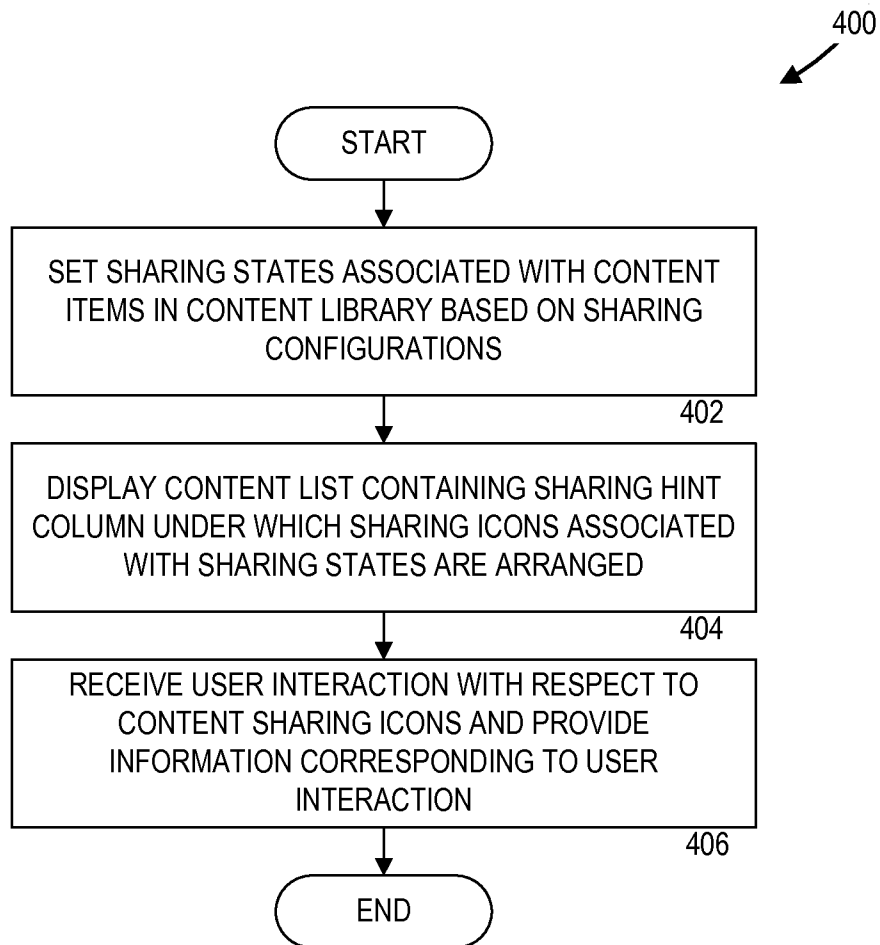 400
START
SET SHARING STATES ASSOCIATED WITH CONTENT
ITEMS IN CONTENT LIBRARY BASED ON SHARING
CONFIGURATIONS
402
DISPLAY CONTENT LIST CONTAINING SHARING HINT
COLUMN UNDER WHICH SHARING ICONS ASSOCIATED
WITH SHARING STATES ARE ARRANGED
404
RECEIVE USER INTERACTION WITH RESPECT TO
CONTENT SHARING ICONS AND PROVIDE
INFORMATION CORRESPONDING TO USER
INTERACTION
406
END